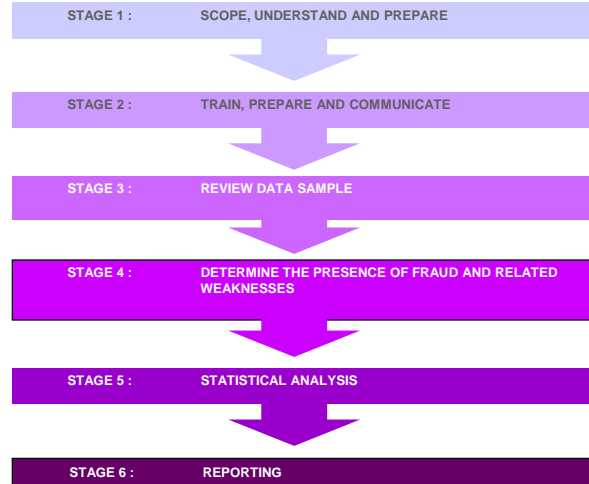 STAGE 1 : SCOPE, UNDERSTAND AND PREPARE
STAGE 2 : TRAIN, PREPARE AND COMMUNICATE
STAGE 3 : REVIEW DATA SAMPLE
STAGE 4 : DETERMINE THE PRESENCE OF FRAUD AND RELATED
WEAKNESSES
STAGE 5 : STATISTICAL ANALYSIS
STAGE 6 : REPORTING